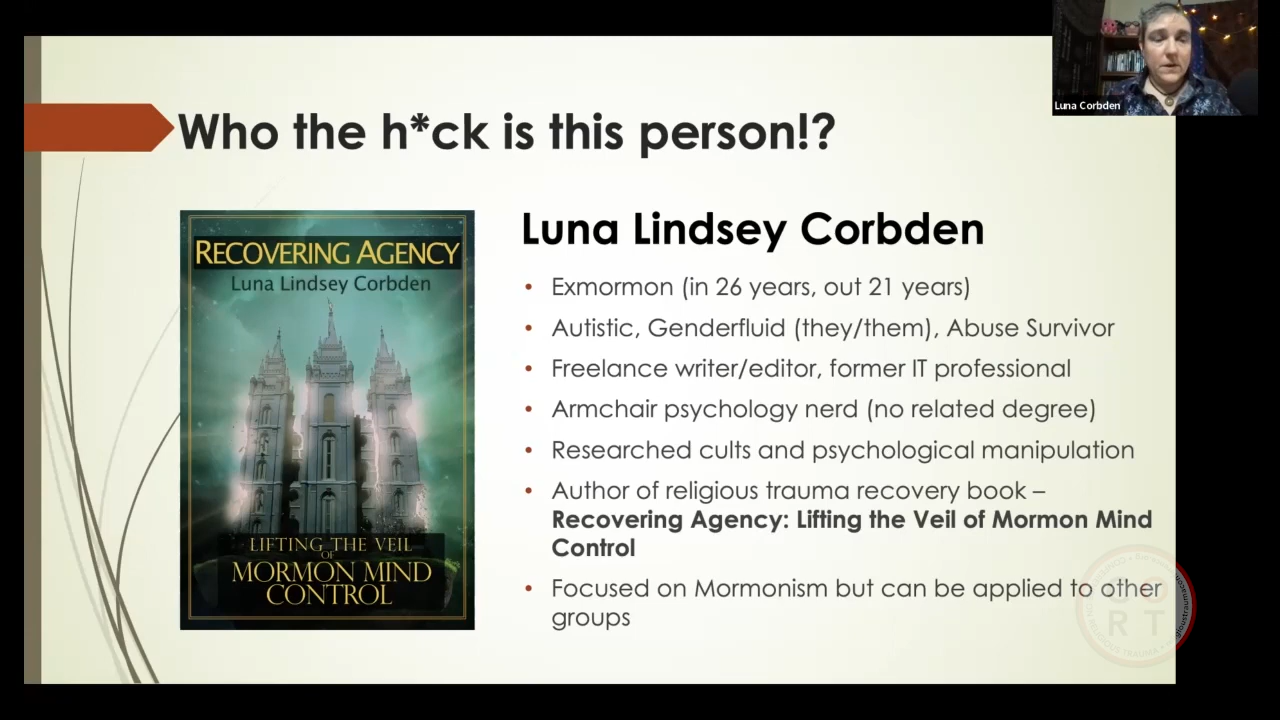 Luna Corbden
Who the h*ck is this person!?
RECOVERING AGENCY
Luna Lindsey Corbden
LIFTING THE VEIL
OF
MORMON MIND
CONTROL
Luna Lindsey Corbden
• Exmormon (in 26 years, out 21 years)
• Autistic, Genderfluid (they/them), Abuse Survivor
• Freelance writer/editor, former IT professional
• Armchair psychology nerd (no related degree)
• Researched cults and psychological manipulation
• Author of religious trauma recovery book –
Recovering Agency: Lifting the Veil of Mormon Mind
Control
• Focused on Mormonism but can be applied to other
groups
CO
RT